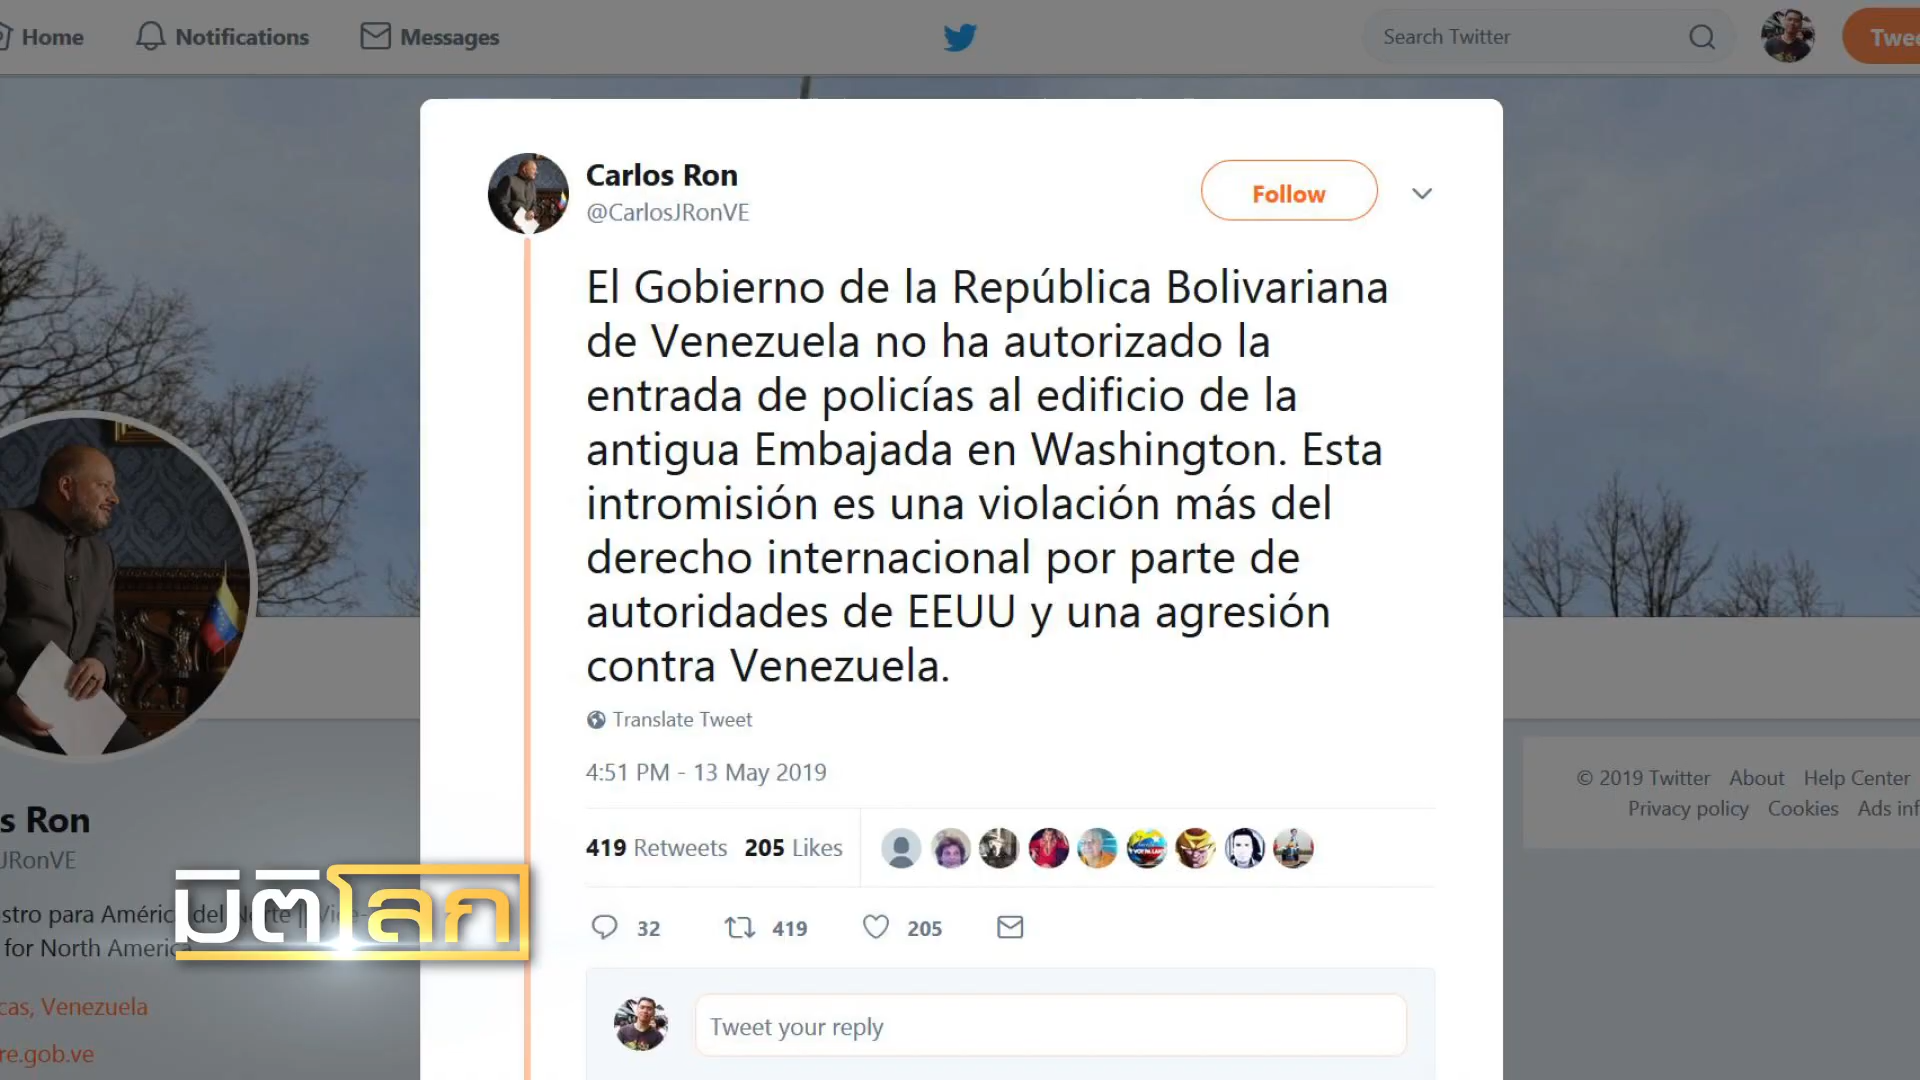 Home
Notifications
Messages
Search Twitter
Carlos Ron
@CarlosJRonVE
Follow
El Gobierno de la República Bolivariana
de Venezuela no ha autorizado la
entrada de policías al edificio de la
antigua Embajada en Washington. Esta
intromisión es una violación más del
derecho internacional por parte de
autoridades de EEUU y una agresión
contra Venezuela.
Translate Tweet
4:51 PM - 13 May 2019
419 Retweets 205 Likes
32 419 205
Tweet your reply
s Ron
JRonVE
stro para América del Norte || Vice-
for North America
cas, Venezuela
re.gob.ve
มิติโลก
© 2019 Twitter About Help Center
Privacy policy Cookies Ads inf